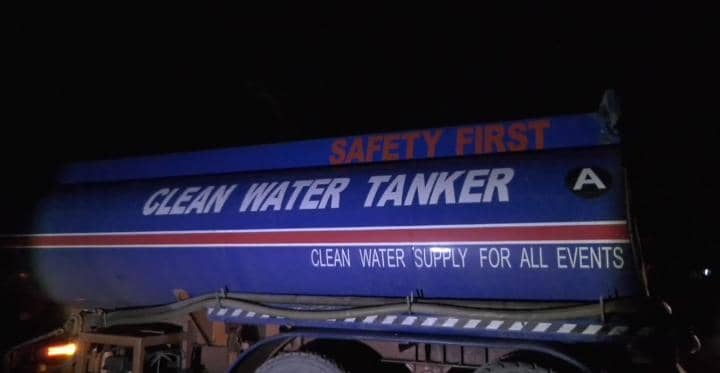 SAFETY FIRST
CLEAN WATER TANKER
A
CLEAN WATER SUPPLY FOR ALL EVENTS